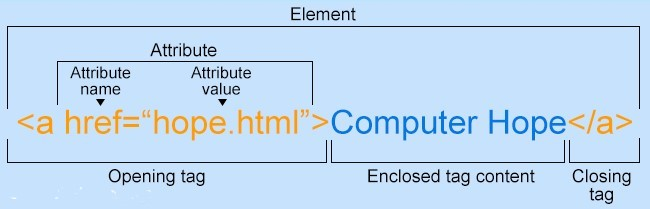 Element
Attribute
Attribute name
Attribute value
<a href=“hope.html”>Computer Hope</a>
Opening tag
Enclosed tag content
Closing tag